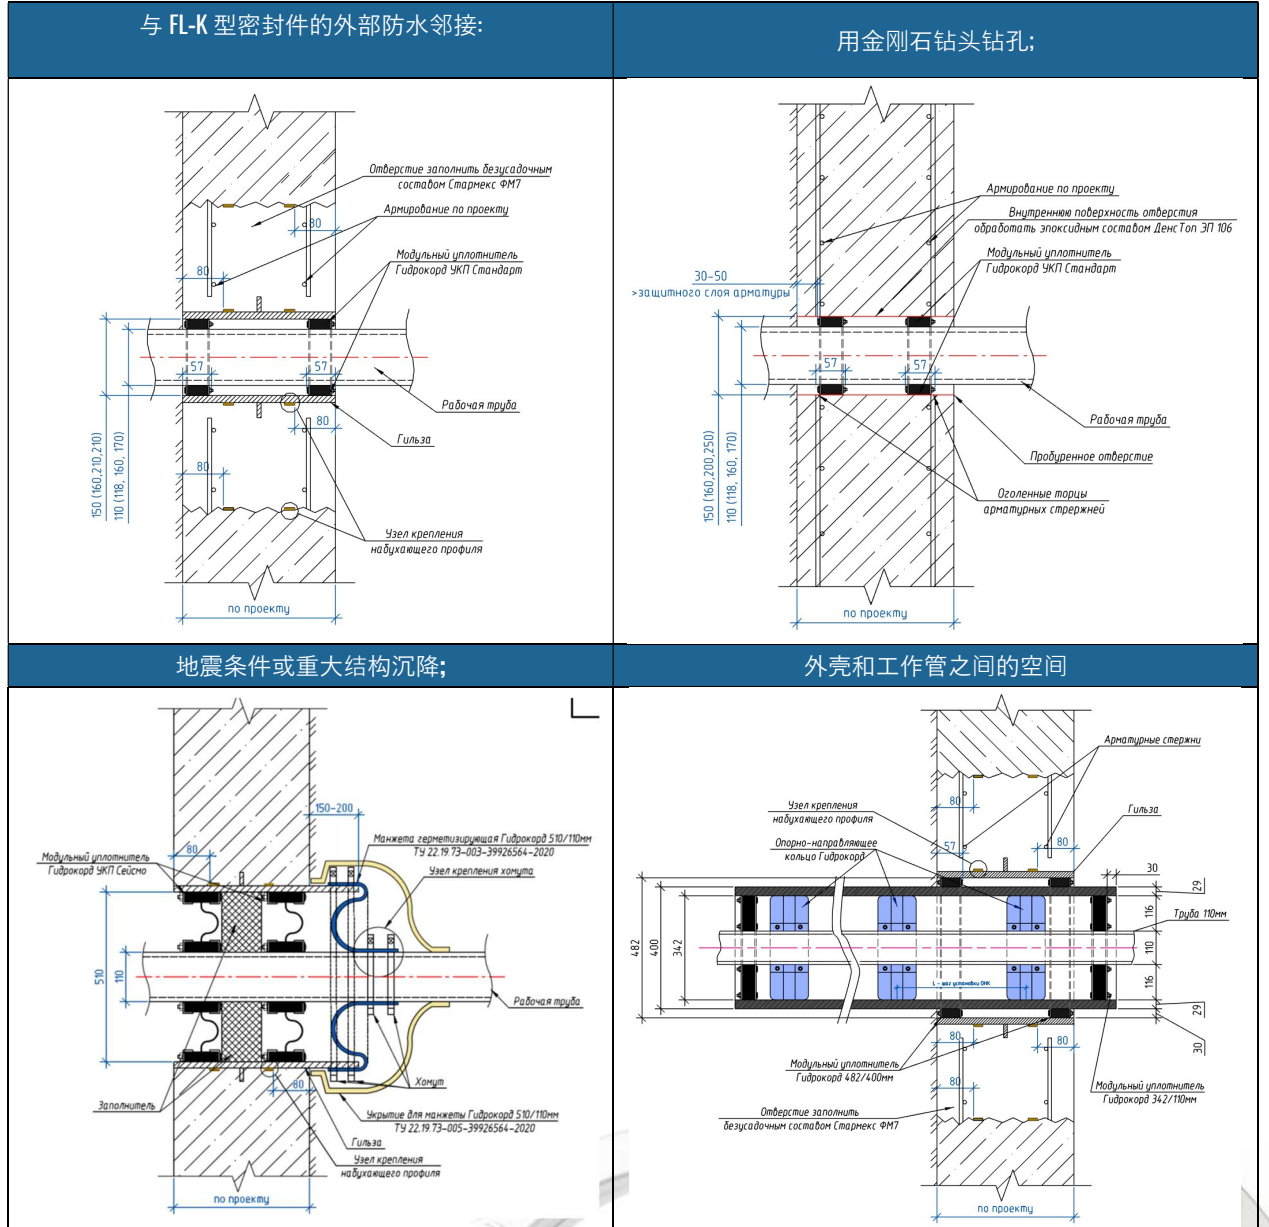 与 FL-K 型密封件的外部防水邻接:
用金刚石钻头钻孔;
Отверстие заполнить безусадочным
составом Стармекс ФМ7
80
Армирование по проекту
Модульный уплотнитель
Гидрокорд УКП Стандарт
80
57
57
Рабочая труба
80
Гильза
80
150 (160,210,210)
110 (118, 160, 170)
Узел крепления
набухающего профиля
по проекту
Армирование по проекту
Внутреннюю поверхность отверстия
обработать эпоксидным составом ДенсТоп ЭП 106
Модульный уплотнитель
Гидрокорд УКП Стандарт
30-50
>защитного слоя арматуры
57
57
Рабочая труба
Пробуренное отверстие
150 (160,200,250)
110 (118, 160, 170)
Оголенные торцы
арматурных стрержней
по проекту
地震条件或重大结构沉降;
外壳和工作管之间的空间
150-200
Манжета герметизирующая Гидрокорд 510/110мм
ТУ 22.19.73-003-39926564-2020
80
Модульный уплотнитель
Гидрокорд УКП Сейсмо
Узел крепления хомута
510
110
Рабочая труба
80
Хомут
Заполнитель
Укрытие для манжеты Гидрокорд 510/110мм
ТУ 22.19.73-005-39926564-2020
Гильза
Узел крепления
набухающего профиля
по проекту
Арматурные стержни
80
Узел крепления
набухающего профиля
Гильза
Опорно-направляющее
кольцо Гидрокорд
57
80
30
29
116
Труба 110мм
482
400
342
110
L - шаг установки ОНК
116
29
30
80
80
Модульный уплотнитель
Гидрокорд 482/400мм
80
Модульный уплотнитель
Гидрокорд 342/110мм
Отверстие заполнить
безусадочным составом Стармекс ФМ7
по проекту